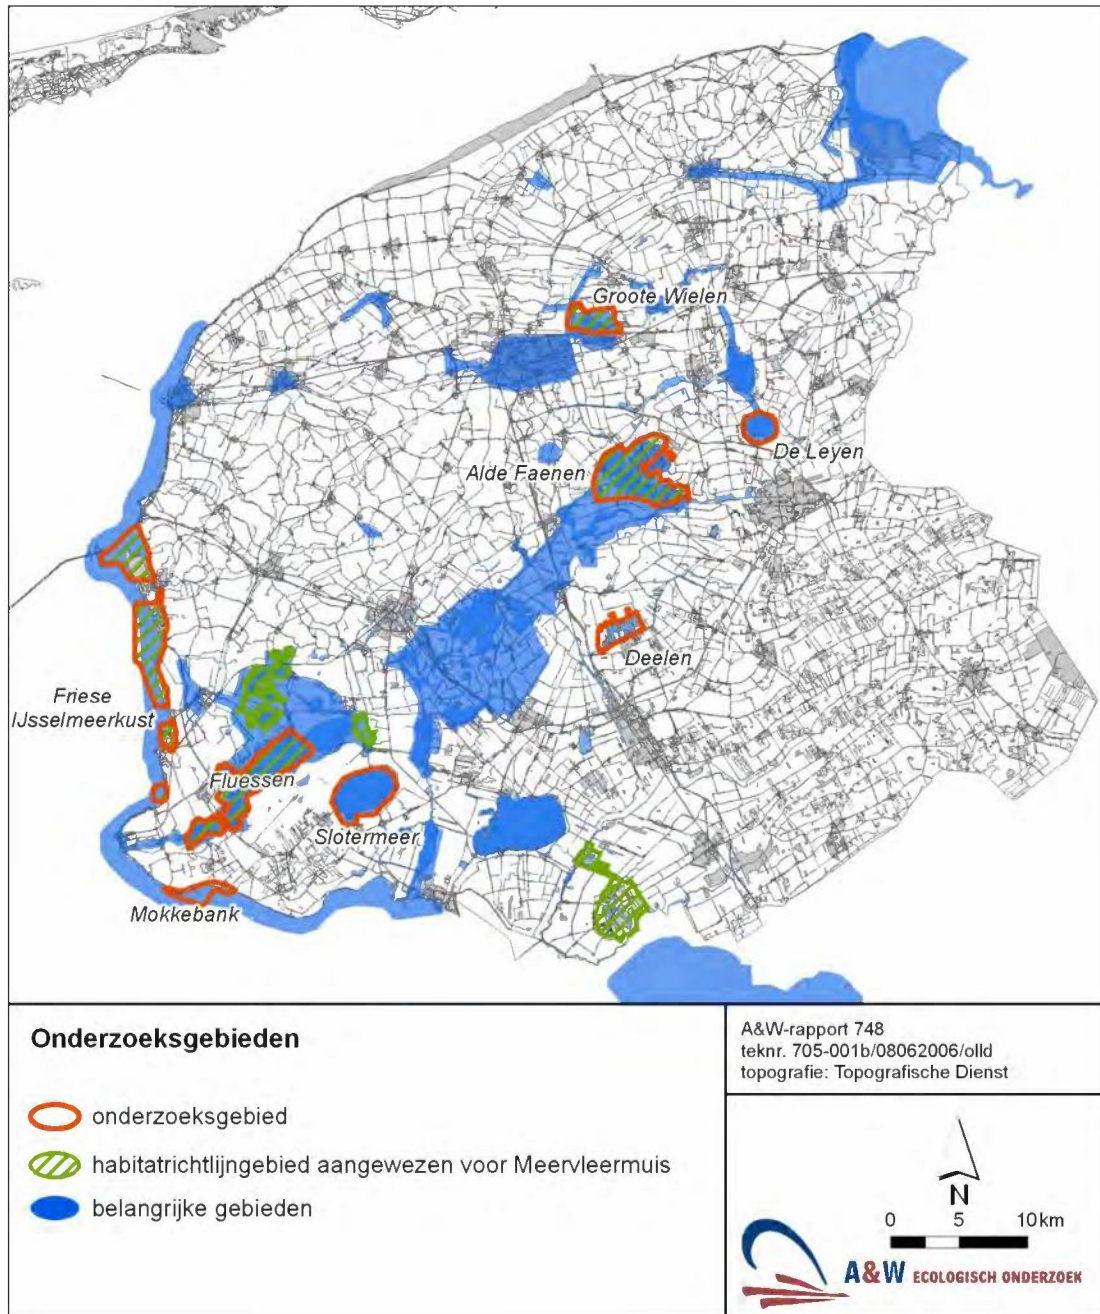 Groote Wielen
De Leyen
Alde Faenen
Deelen
Friese
IJsselmeerkust
Fluessen
Slotermeer
Mokkebank
Onderzoeksgebieden
onderzoeksgebied
habitatrichtlijngebied aangewezen voor Meervleermuis
belangrijke gebieden
A&W-rapport 748
teknr. 705-001b/08062006/olld
topografie: Topografische Dienst
N
0 5 10km
A&W ECOLOGISCH ONDERZOEK